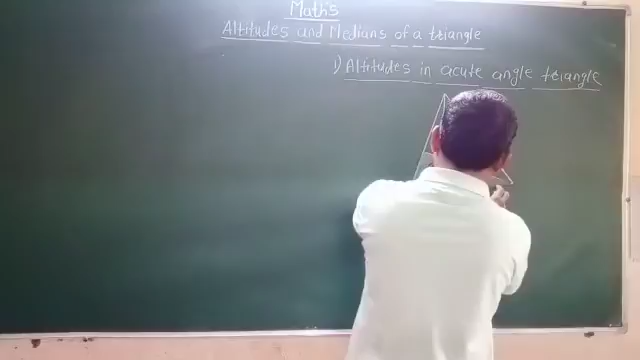 Maths
Altitudes and Medians of a triangle
1) Altitudes in acute angle triangle